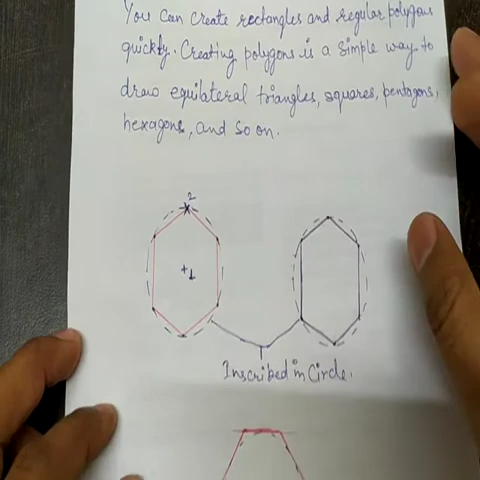 You can create rectangles and regular polygons
quickly. Creating polygons is a simple way to
draw equilateral triangles, squares, pentagons,
hexagons, and so on.
2
+1
Inscribed in Circle.